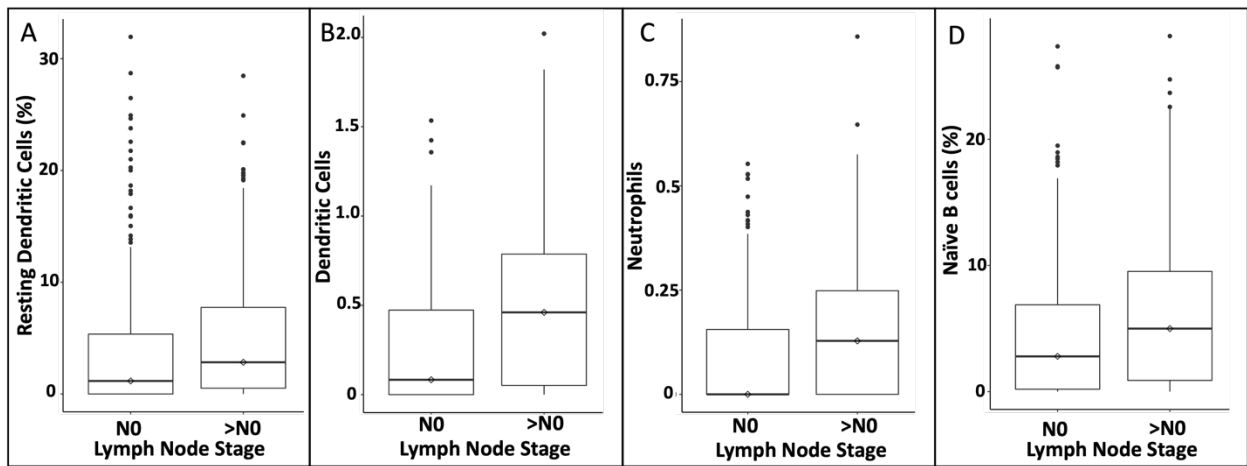 A
Resting Dendritic Cells (%)
30
20
10
0
N0 >N0
Lymph Node Stage
B
Dendritic Cells
2.0
1.5
1.0
0.5
0
N0 >N0
Lymph Node Stage
C
Neutrophils
0.75
0.5
0.25
0
N0 >N0
Lymph Node Stage
D
Naïve B cells (%)
20
10
0
N0 >N0
Lymph Node Stage